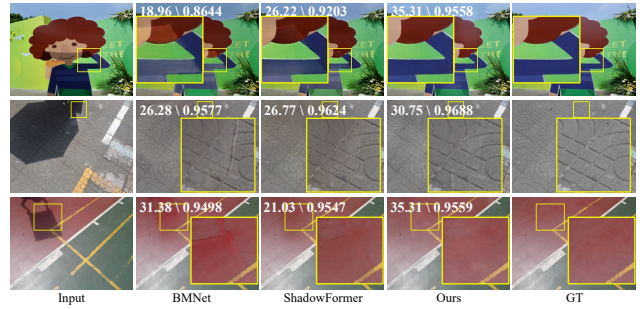 18.96 \ 0.8644 26.22 \ 0.9203 35.31 \ 0.9558
26.28 \ 0.9577 26.77 \ 0.9624 30.75 \ 0.9688
31.38 \ 0.9498 21.03 \ 0.9547 35.31 \ 0.9559
Input BMNet ShadowFormer Ours GT